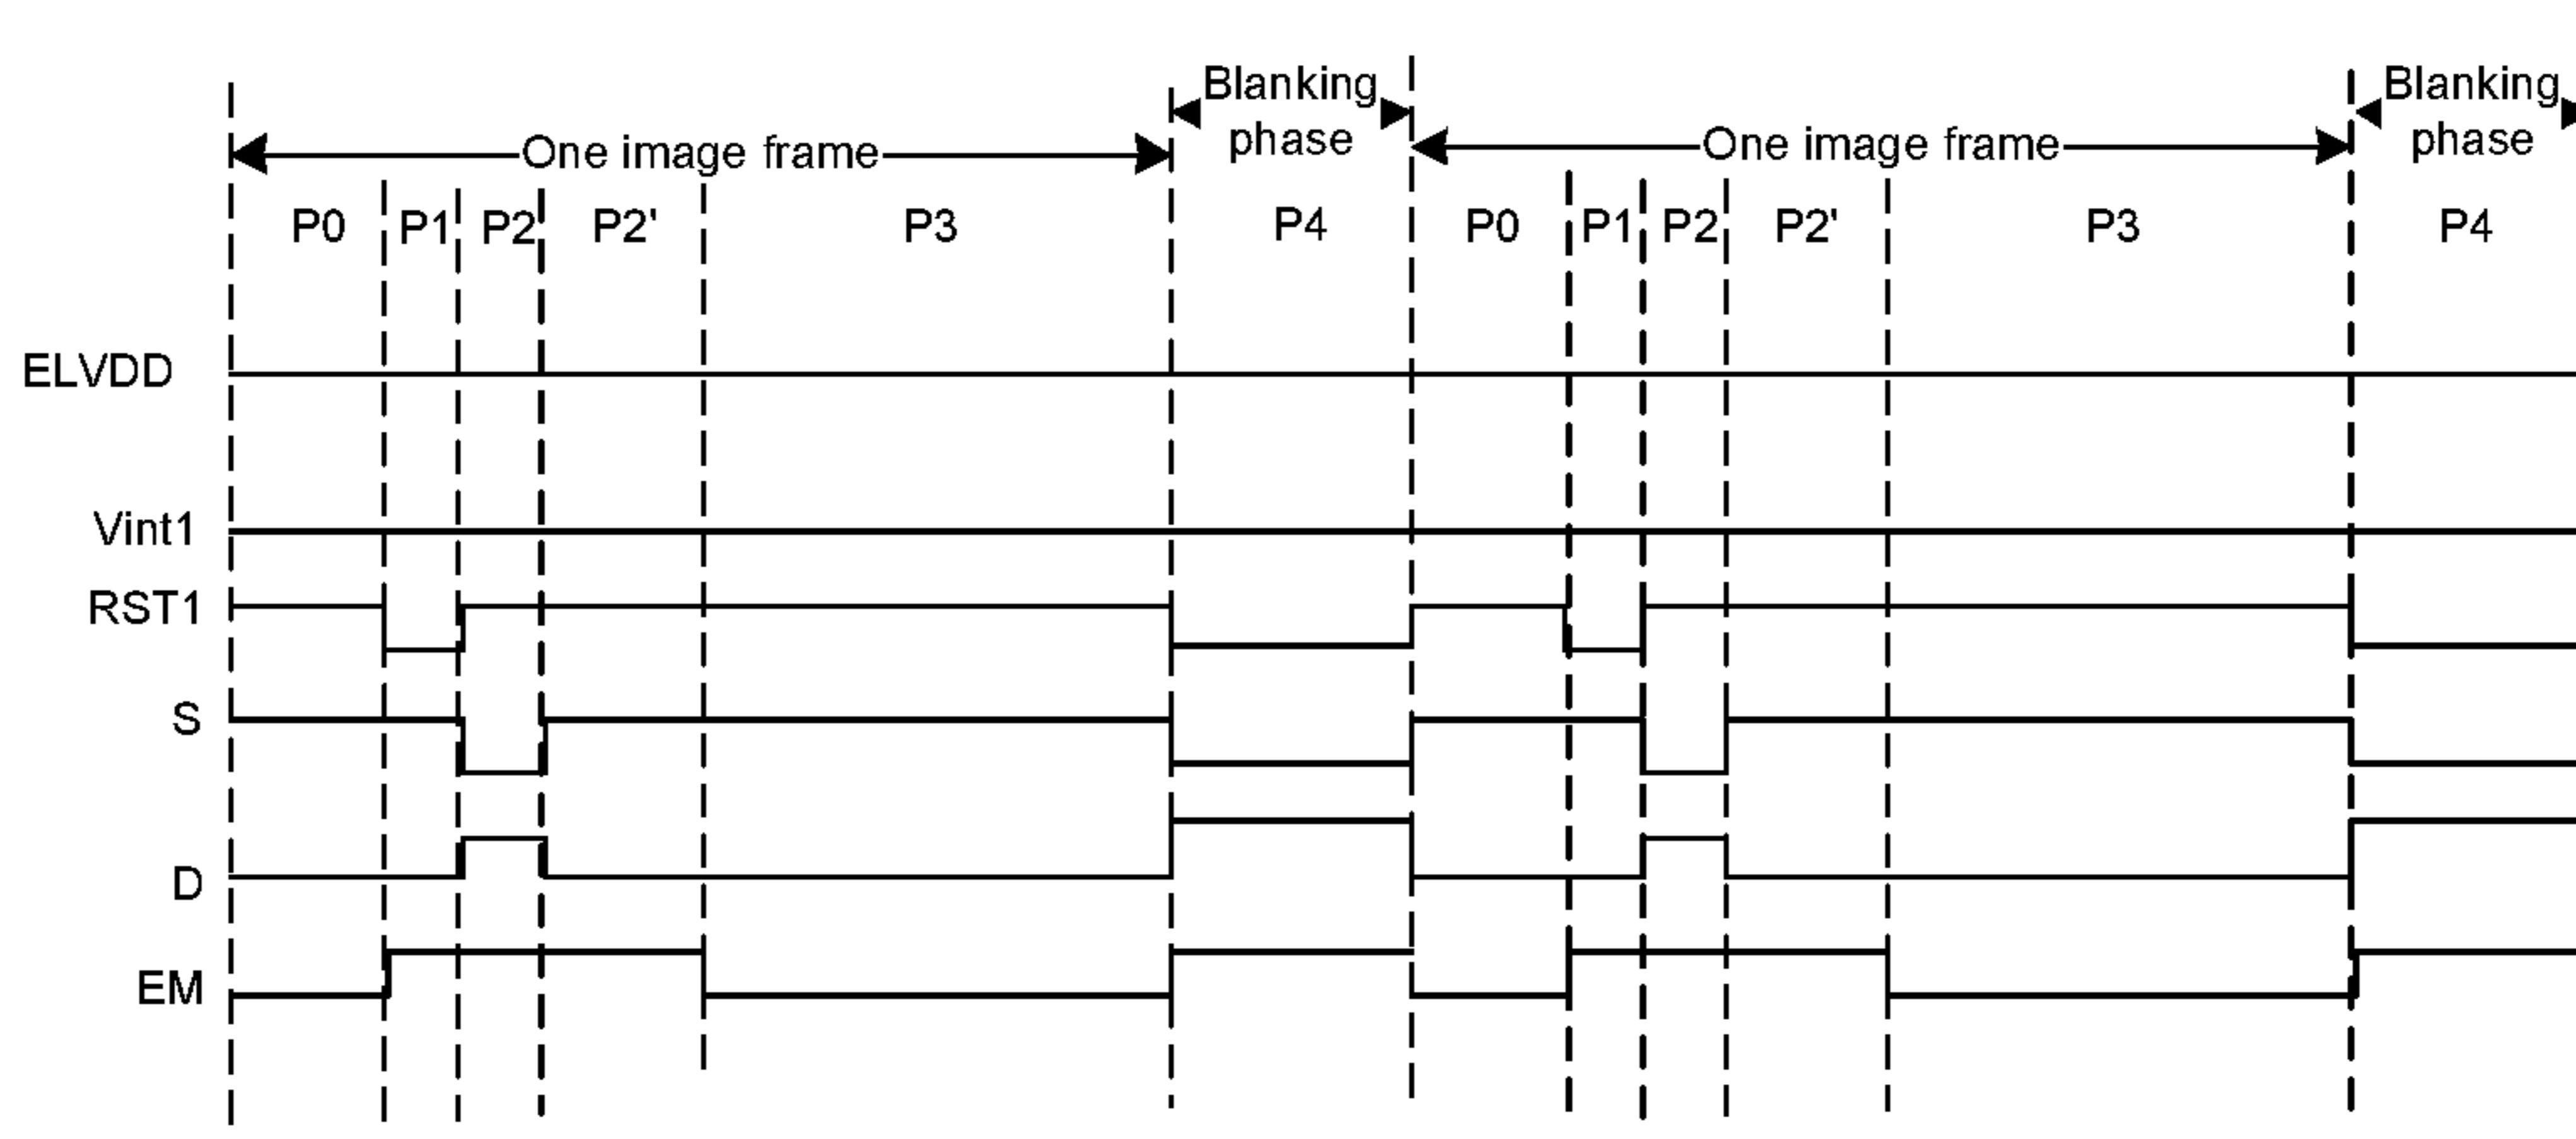 Blanking phase Blanking phase
One image frame One image frame
P0 P1 P2 P2' P3 P4 P0 P1 P2 P2' P3 P4
ELVDD
Vint1
RST1
S
D
EM